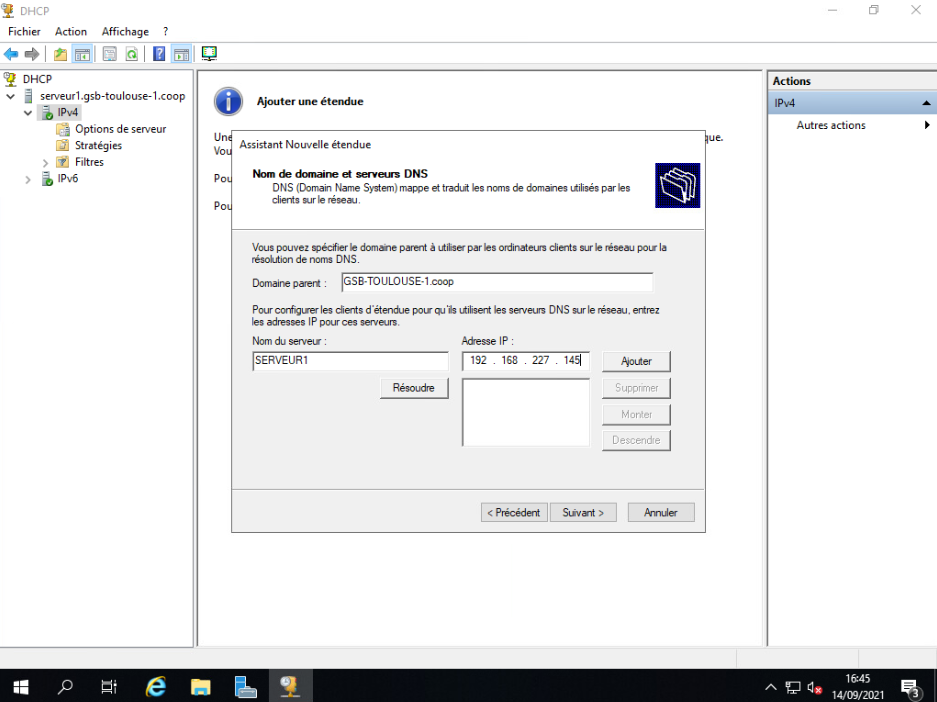 DHCP
Fichier Action Affichage ?
DHCP
serveur1.gsb-toulouse-1.coop
IPv4
Options de serveur
Stratégies
Filtres
IPv6
Ajouter une étendue
Une
que.
Vou
Pou
Pou
Assistant Nouvelle étendue
Nom de domaine et serveurs DNS
DNS (Domain Name System) mappe et traduit les noms de domaines utilisés par les
clients sur le réseau.
Vous pouvez spécifier le domaine parent à utiliser par les ordinateurs clients sur le réseau pour la
résolution de noms DNS.
Domaine parent : GSB-TOULOUSE-1.coop
Pour configurer les clients d'étendue pour qu'ils utilisent les serveurs DNS sur le réseau, entrez
les adresses IP pour ces serveurs.
Nom du serveur : Adresse IP :
SERVEUR1 192 . 168 . 227 . 145 Ajouter
Résoudre Supprimer
Monter
Descendre
< Précédent Suivant > Annuler
Actions
IPv4
Autres actions
16:45
14/09/2021
3